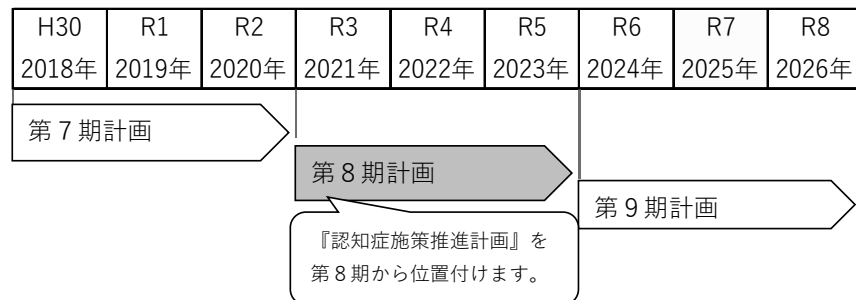 H30 R1 R2 R3 R4 R5 R6 R7 R8
2018年 2019年 2020年 2021年 2022年 2023年 2024年 2025年 2026年
第７期計画
第８期計画
第９期計画
『認知症施策推進計画』を
第８期から位置付けます。